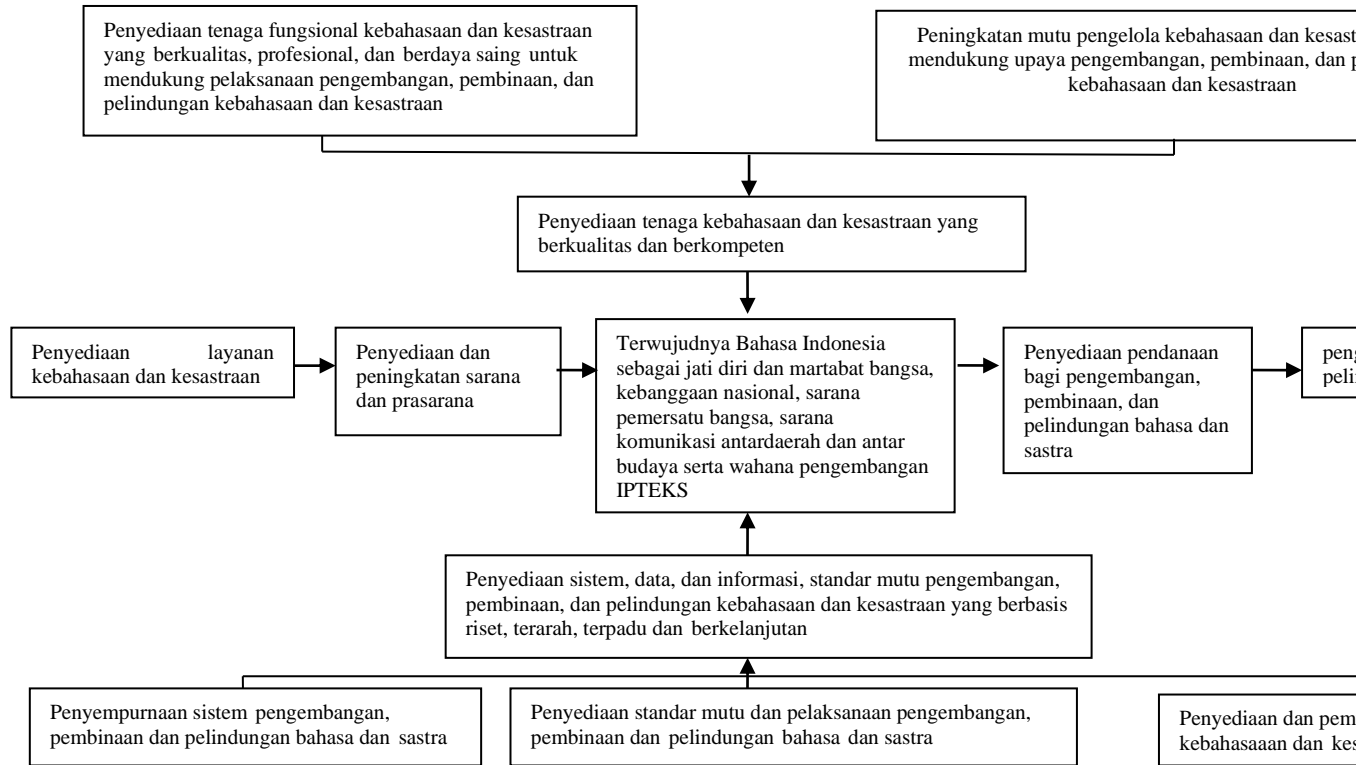 Penyediaan tenaga fungsional kebahasaan dan kesastraan
yang berkualitas, profesional, dan berdaya saing untuk
mendukung pelaksanaan pengembangan, pembinaan, dan
pelindungan kebahasaan dan kesastraan
Peningkatan mutu pengelola kebahasaan dan
mendukung upaya pengembangan, pembinaan, dan
kebahasaan dan kesastraan
Penyediaan tenaga kebahasaan dan kesastraan yang
berkualitas dan berkompeten
Penyediaan layanan
kebahasaan dan kesastraan
Penyediaan dan
peningkatan sarana
dan prasarana
Terwujudnya Bahasa Indonesia
sebagai jati diri dan martabat bangsa,
kebanggaan nasional, sarana
pemersatu bangsa, sarana
komunikasi antardaerah dan antar
budaya serta wahana pengembangan
IPTEKS
Penyediaan pendanaan
bagi pengembangan,
pembinaan, dan
pelindungan bahasa dan
sastra
Penyediaan sistem, data, dan informasi, standar mutu pengembangan,
pembinaan, dan pelindungan kebahasaan dan kesastraan yang berbasis
riset, terarah, terpadu dan berkelanjutan
Penyempurnaan sistem pengembangan,
pembinaan dan pelindungan bahasa dan sastra
Penyediaan standar mutu dan pelaksanaan pengembangan,
pembinaan dan pelindungan bahasa dan sastra
Penyediaan dan
kebahasaaan dan